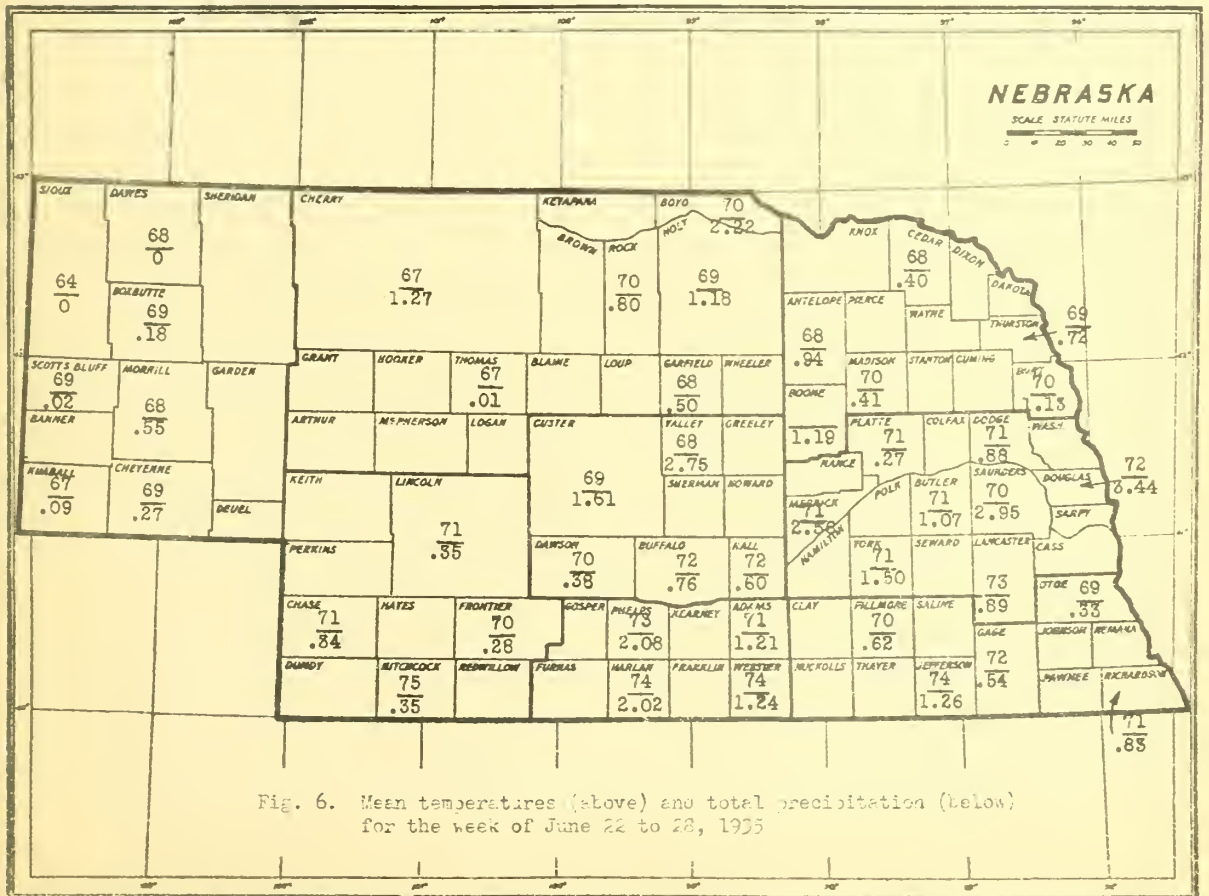 NEBRASKA
SCALE STATUTE MILES
0 10 20 30 40 50
SIOUX
64
0
DAWES
68
0
SHERIDAN
CHERRY
67
1.27
KEYAPAHA
BROWN
ROCK
70
.80
BOYD
70
2.22
HOLT
69
1.18
KNOX
CEDAR
68
.40
DIXON
DAKOTA
BOXBUTTE
69
.18
ANTELOPE
68
.94
PIERCE
WAYNE
THURSTON
69
.72
SCOTTS BLUFF
69
.02
MORRILL
68
.55
GARDEN
GRANT
HOOKER
THOMAS
67
.01
BLAINE
LOUP
GARFIELD
68
.50
WHEELER
BOONE
1.19
MADISON
70
.41
STANTON
CUMING
BURT
70
1.13
BANNER
ARTHUR
MCPHERSON
LOGAN
CUSTER
69
1.61
VALLEY
68
2.75
GREELEY
NANCE
PLATTE
71
.27
COLFAX
DODGE
71
.88
WASH.
KIMBALL
67
.09
CHEYENNE
69
.27
DEUEL
KEITH
LINCOLN
71
.35
SHERMAN
HOWARD
MERRICK
71
POLK
BUTLER
71
1.07
SAUNDERS
70
2.95
DOUGLAS
72
SARPY
PERKINS
DAWSON
70
.38
BUFFALO
72
.76
HALL
72
.60
HAMILTON
YORK
71
1.50
SEWARD
LANCASTER
73
.89
CASS
CHASE
71
.34
HAYES
FRONTIER
70
.28
GOSPER
PHELPS
73
2.08
KEARNEY
ADAMS
71
1.21
CLAY
FILLMORE
70
.62
SALINE
OTOE
69
.33
DUNDY
HITCHCOCK
75
.35
REDWILLOW
FURNAS
HARLAN
74
2.02
FRANKLIN
WEBSTER
74
1.24
NUCKOLLS
THAYER
JEFFERSON
74
1.26
GAGE
72
.54
JOHNSON
NEMAHA
PAWNEE
RICHARDSON
71
.83
Fig. 6. Mean temperatures (above) and total precipitation (below)
for the week of June 22 to 28, 1935